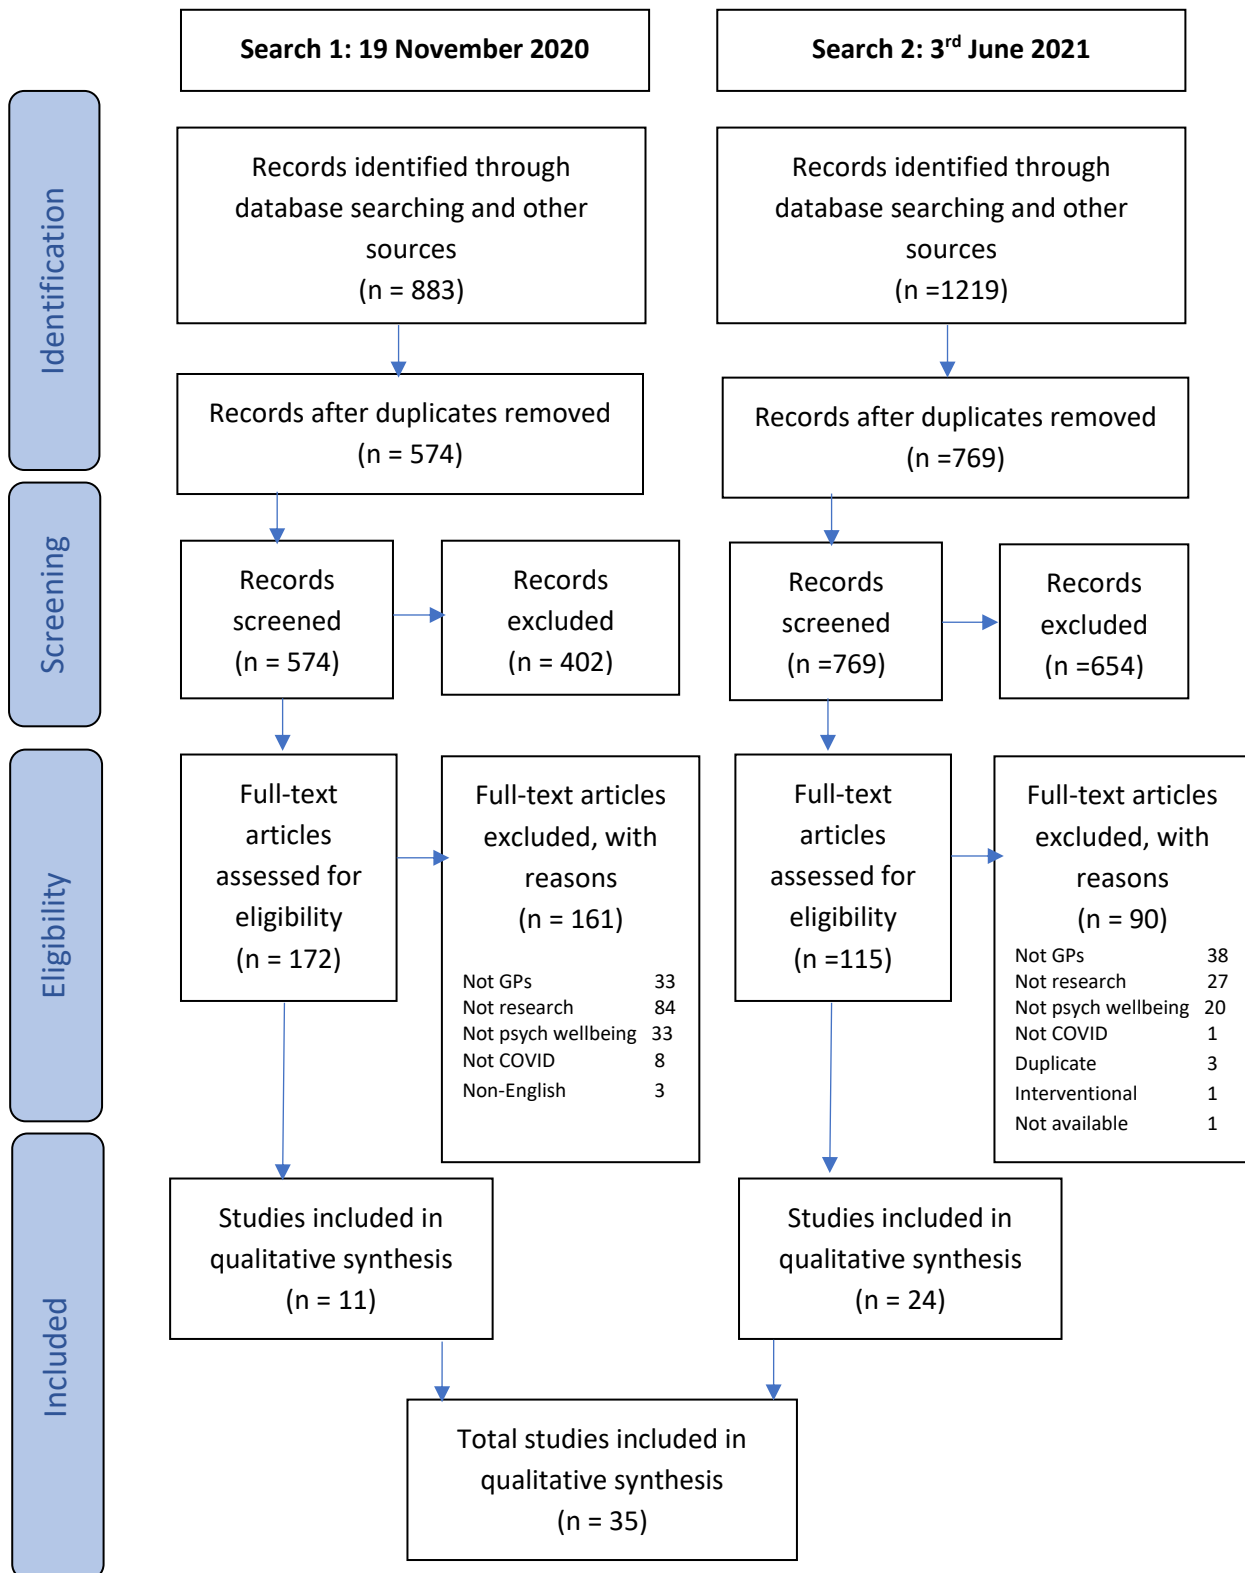 Search 1: 19 November 2020
Search 2: 3rd June 2021
Identification
Records identified through
database searching and other
sources
(n = 883)
Records identified through
database searching and other
sources
(n =1219)
Records after duplicates removed
(n = 574)
Records after duplicates removed
(n =769)
Screening
Records
screened
(n = 574)
Records
excluded
(n = 402)
Records
screened
(n =769)
Records
excluded
(n =654)
Eligibility
Full-text
articles
assessed for
eligibility
(n = 172)
Full-text articles
excluded, with
reasons
(n = 161)
Not GPs 33
Not research 84
Not psych wellbeing 33
Not COVID 8
Non-English 3
Full-text
articles
assessed for
eligibility
(n =115)
Full-text articles
excluded, with
reasons
(n = 90)
Not GPs 38
Not research 27
Not psych wellbeing 20
Not COVID 1
Duplicate 3
Interventional 1
Not available 1
Included
Studies included in
qualitative synthesis
(n = 11)
Studies included in
qualitative synthesis
(n = 24)
Total studies included in
qualitative synthesis
(n = 35)